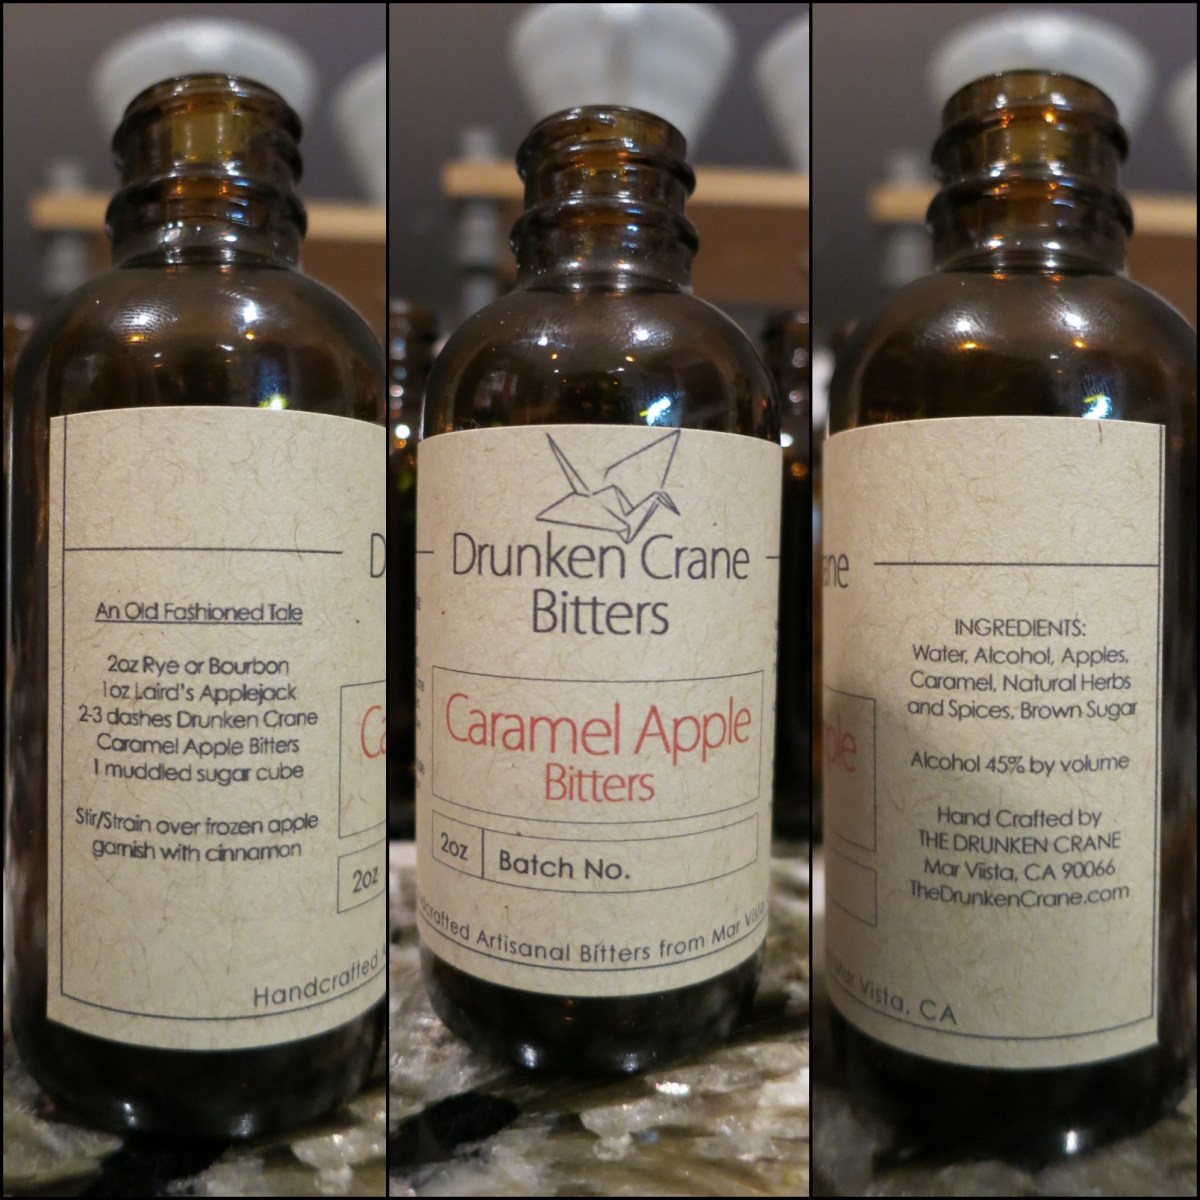 An Old Fashioned Tale
2oz Rye or Bourbon
1oz Laird's Applejack
2-3 dashes Drunken Crane
Caramel Apple Bitters
1 muddled sugar cube
Stir/Strain over frozen apple
garnish with cinnamon
D
Ca
2oz
Handcrafted
Drunken Crane
Bitters
Caramel Apple
Bitters
2oz
Batch No.
dcrafted Artisanal Bitters from Mar Vista
ane
ple
INGREDIENTS:
Water, Alcohol, Apples,
Caramel, Natural Herbs
and Spices, Brown Sugar
Alcohol 45% by volume
Hand Crafted by
THE DRUNKEN CRANE
Mar Viista, CA 90066
TheDrunkenCrane.com
Mar Vista, CA